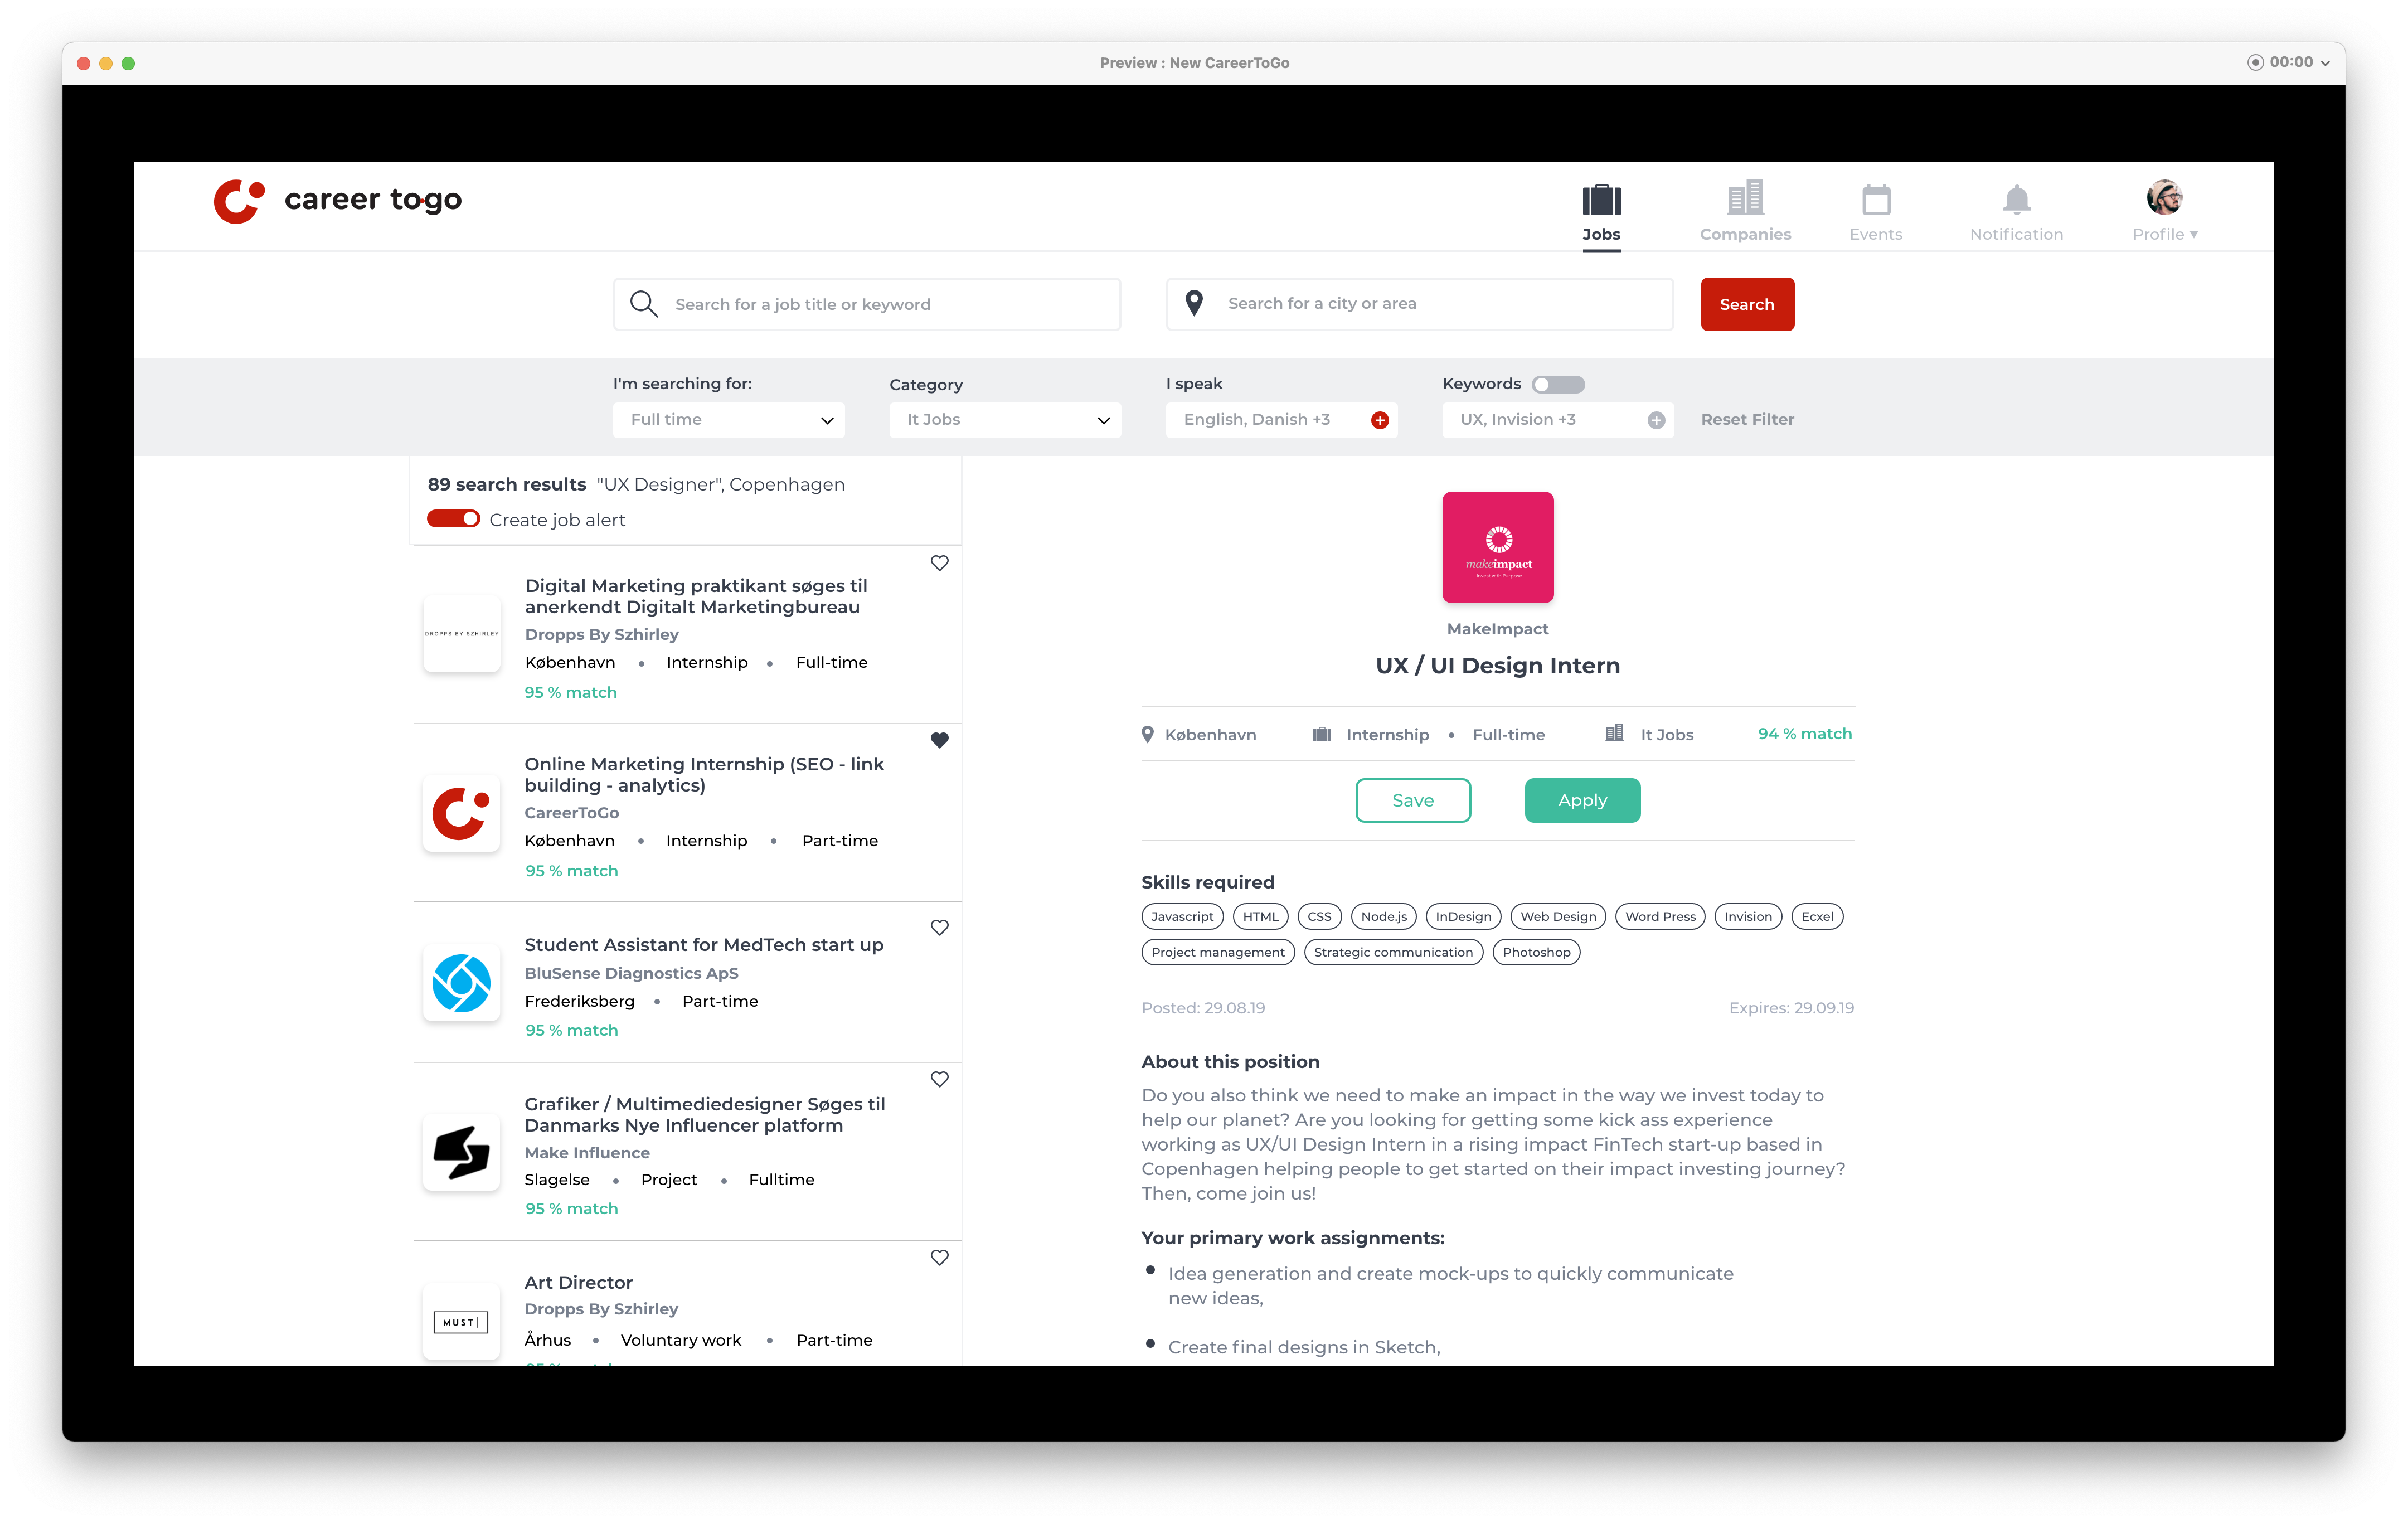 Preview : New CareerToGo
00:00
career to-go
Jobs
Companies
Events
Notification
Profile ▼
Search for a job title or keyword
Search for a city or area
Search
I'm searching for:
Category
I speak
Keywords
Full time
It Jobs
English, Danish +3
UX, Invision +3
Reset Filter
89 search results "UX Designer", Copenhagen
Create job alert
DROPPS BY SZHIRLEY
Digital Marketing praktikant søges til
anerkendt Digitalt Marketingbureau
Dropps By Szhirley
København • Internship • Full-time
95 % match
Online Marketing Internship (SEO - link
building - analytics)
CareerToGo
København • Internship • Part-time
95 % match
Student Assistant for MedTech start up
BluSense Diagnostics ApS
Frederiksberg • Part-time
95 % match
Grafiker / Multimediedesigner Søges til
Danmarks Nye Influencer platform
Make Influence
Slagelse • Project • Fulltime
95 % match
MUST|
Art Director
Dropps By Szhirley
Århus • Voluntary work • Part-time
makeimpact
Invest with Purpose
MakeImpact
UX / UI Design Intern
København Internship • Full-time It Jobs 94 % match
Save
Apply
Skills required
Javascript HTML CSS Node.js InDesign Web Design Word Press Invision Ecxel
Project management Strategic communication Photoshop
Posted: 29.08.19
Expires: 29.09.19
About this position
Do you also think we need to make an impact in the way we invest today to
help our planet? Are you looking for getting some kick ass experience
working as UX/UI Design Intern in a rising impact FinTech start-up based in
Copenhagen helping people to get started on their impact investing journey?
Then, come join us!
Your primary work assignments:
• Idea generation and create mock-ups to quickly communicate
new ideas,
• Create final designs in Sketch,